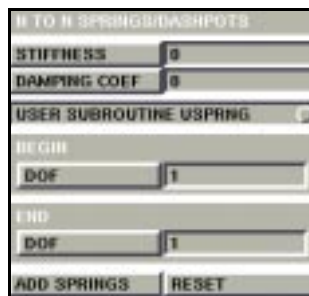 N TO N SPRINGS/DASHPOTS
STIFFNESS 0
DAMPING COEF 0
USER SUBROUTINE USPRNG
BEGIN
DOF 1
END
DOF 1
ADD SPRINGS RESET